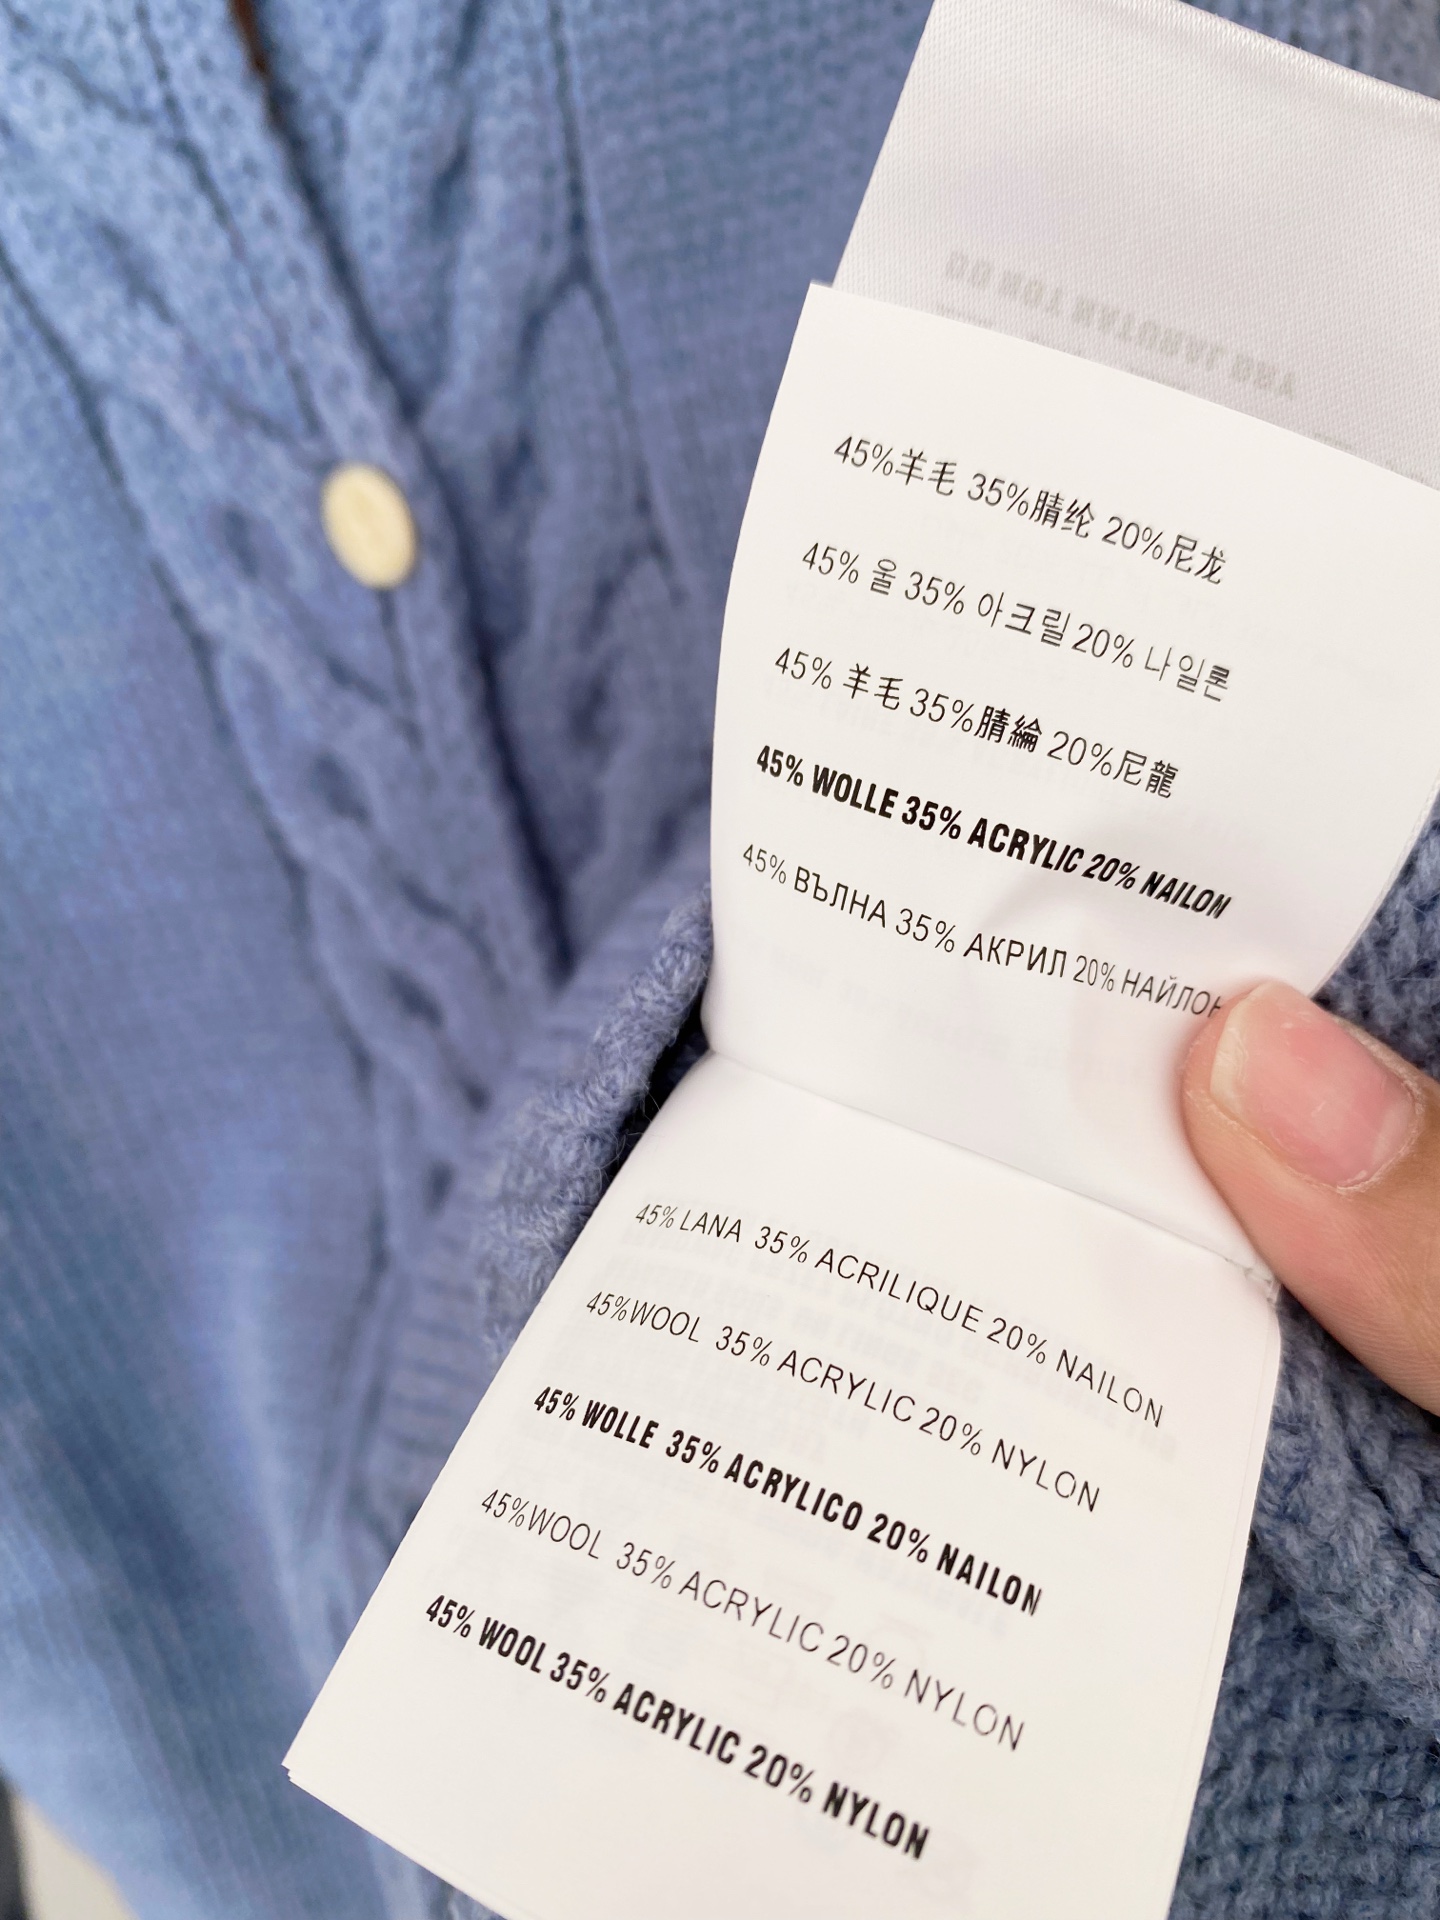 45%羊毛 35%腈纶 20%尼龙
45% 울 35% 아크릴 20% 나일론
45% 羊毛 35%腈綸 20%尼龍
45% WOLLE 35% ACRYLIC 20% NAILON
45% ВЪЛНА 35% АКРИЛ 20% НАЙЛОН
45% LANA 35% ACRILIQUE 20% NAILON
45%WOOL 35% ACRYLIC 20% NYLON
45% WOLLE 35% ACRYLICO 20% NAILON
45%WOOL 35% ACRYLIC 20% NYLON
45% WOOL 35% ACRYLIC 20% NYLON